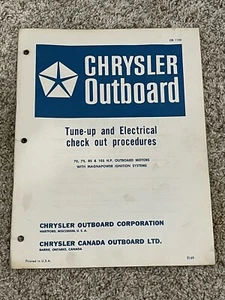 CHRYSLER
Outboard
Tune-up and Electrical
check out procedures
70, 75, 85 & 105 H.P. OUTBOARD MOTORS
WITH MAGNAPOWER IGNITION SYSTEMS
CHRYSLER OUTBOARD CORPORATION
HARTFORD, WISCONSIN, U.S.A.
CHRYSLER CANADA OUTBOARD LTD.
BARRIE, ONTARIO, CANADA
Printed in U.S.A.